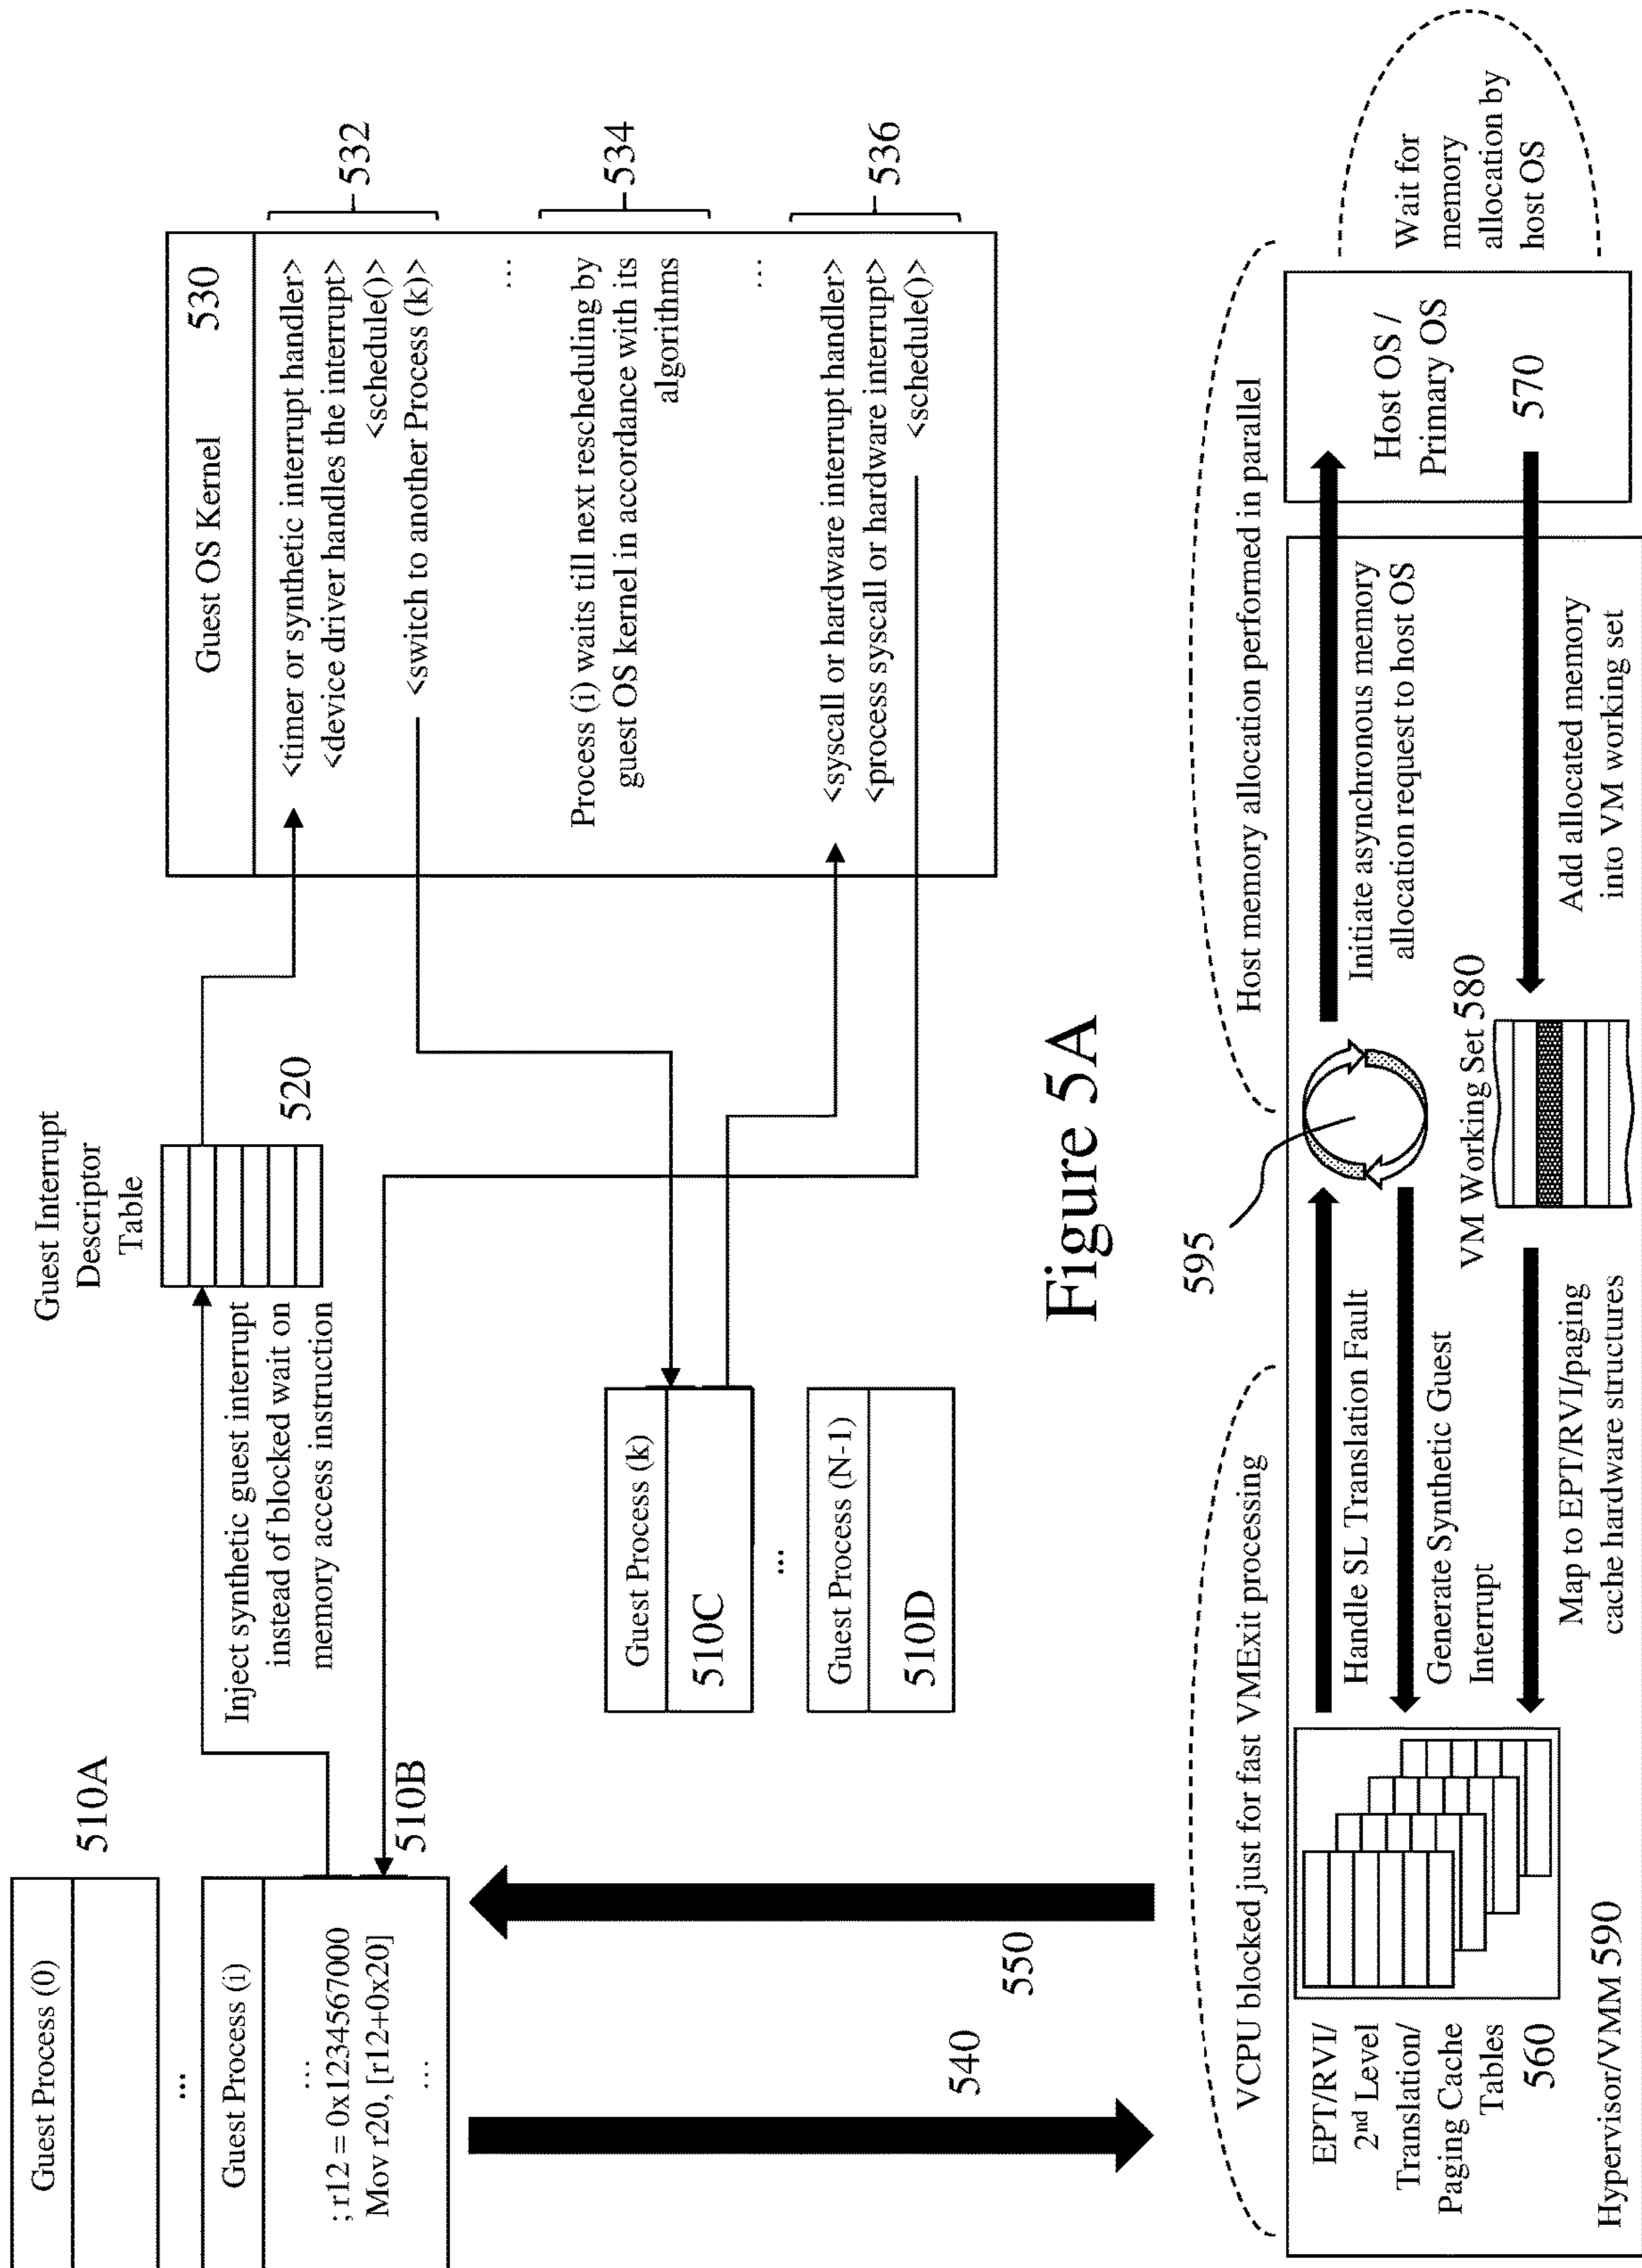 Guest Process (0)
510A
...
Guest Process (i)
...
; r12 = 0x1234567000
Mov r20, [r12+0x20]
...
510B
Inject synthetic guest interrupt
instead of blocked wait on
memory access instruction
Guest Interrupt
Descriptor
Table
520
Guest OS Kernel
530
<timer or synthetic interrupt handler>
<device driver handles the interrupt>
<schedule()>
<switch to another Process (k)>
...
Process (i) waits till next rescheduling by
guest OS kernel in accordance with its
algorithms
...
<syscall or hardware interrupt handler>
<process syscall or hardware interrupt>
<schedule()>
532
534
536
Guest Process (k)
510C
...
Guest Process (N-1)
510D
540
550
Figure 5A
VCPU blocked just for fast VMExit processing
Host memory allocation performed in parallel
EPT/RVI/
2nd Level
Translation/
Paging Cache
Tables
560
Hypervisor/VMM 590
Handle SL Translation Fault
Generate Synthetic Guest
Interrupt
Map to EPT/RVI/paging
cache hardware structures
595
VM Working Set 580
Initiate asynchronous memory
allocation request to host OS
Add allocated memory
into VM working set
Host OS /
Primary OS
570
Wait for
memory
allocation by
host OS